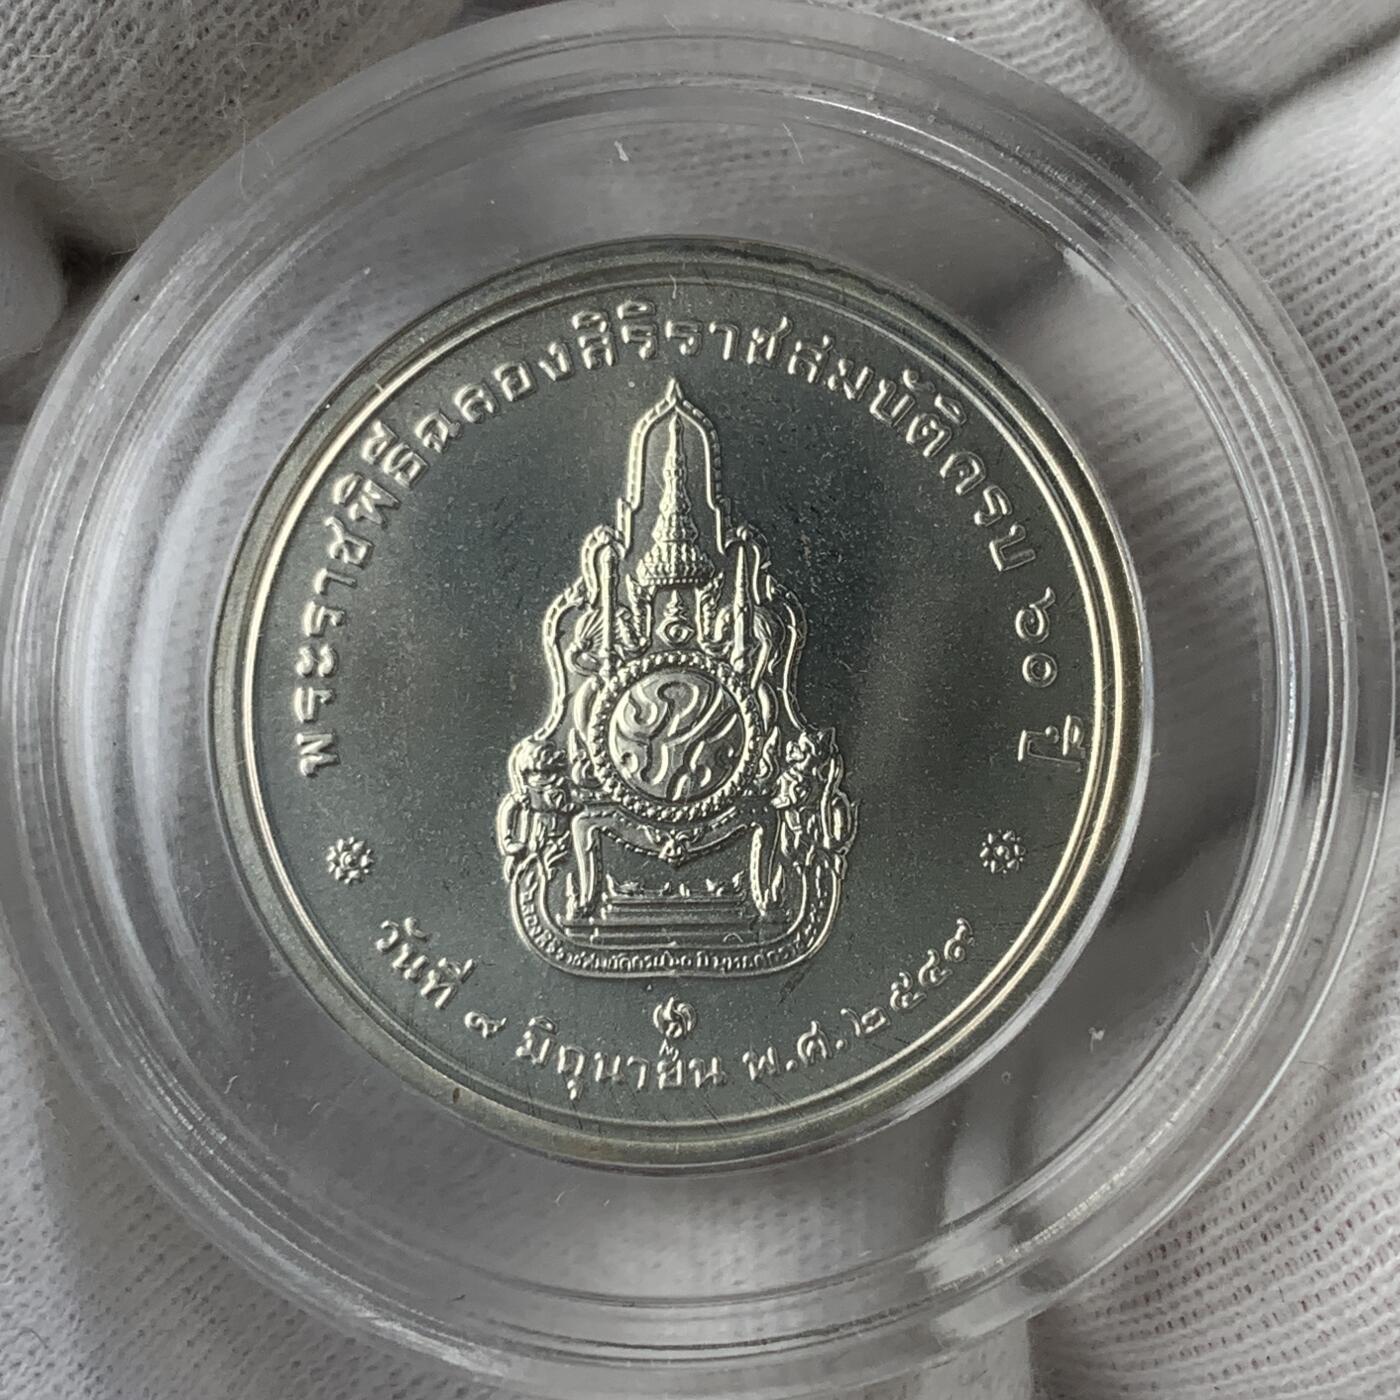 พระราชพิธีฉลองสิริราชสมบัติครบ ๖๐ ปี
วันที่ ๙ มิถุนายน พ.ศ.๒๕๔๙